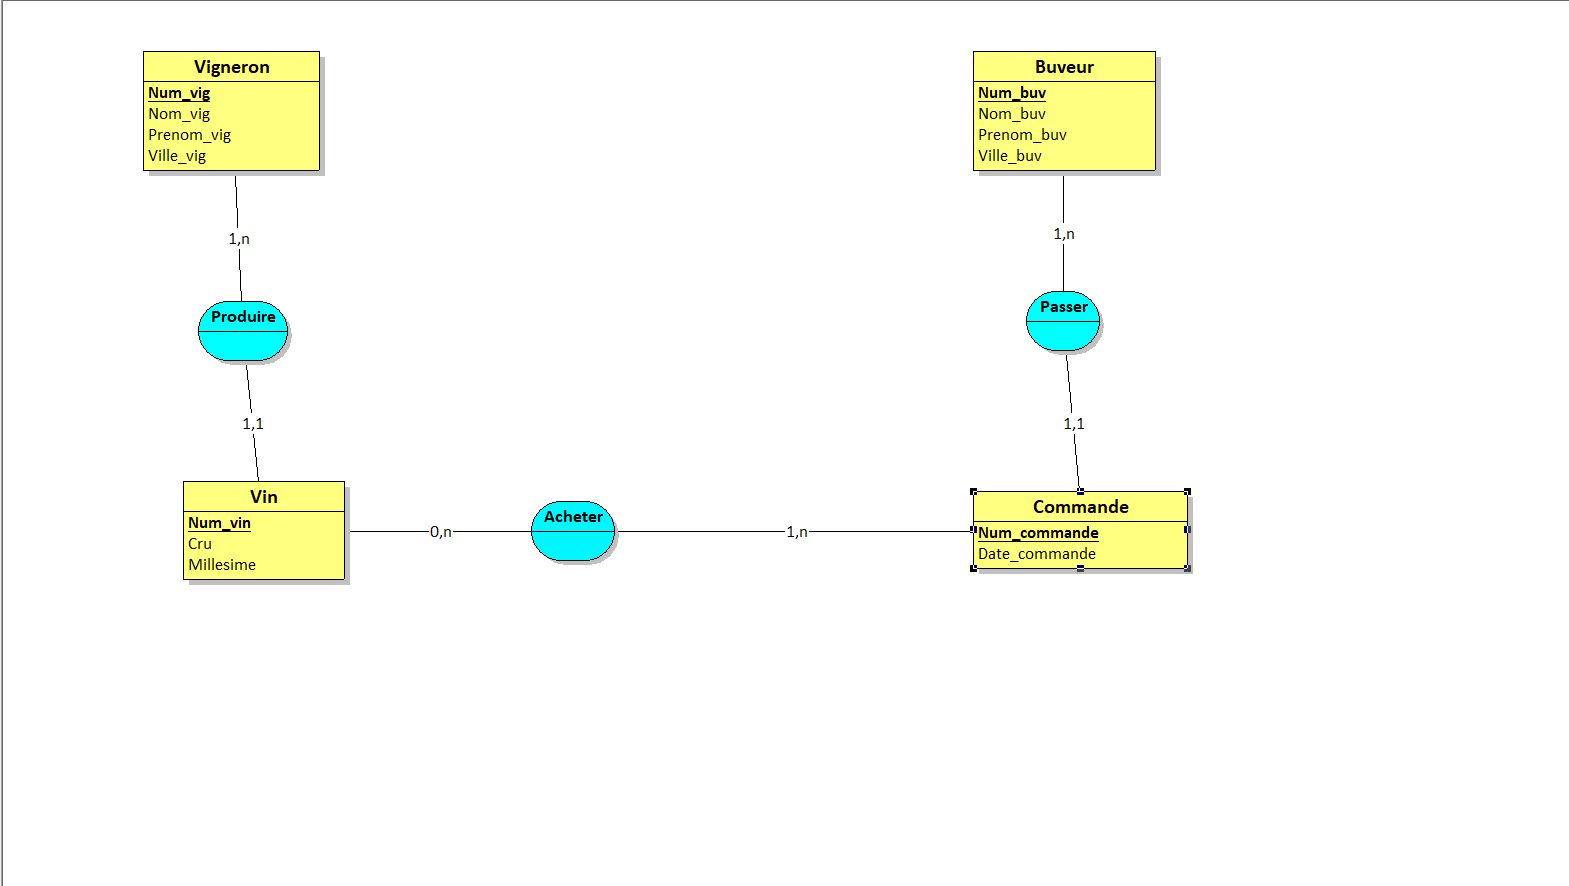 Vigneron
Num_vig
Nom_vig
Prenom_vig
Ville_vig
1,n
Produire
1,1
Vin
Num_vin
Cru
Millesime
0,n
Acheter
1,n
Buveur
Num_buv
Nom_buv
Prenom_buv
Ville_buv
1,n
Passer
1,1
Commande
Num_commande
Date_commande